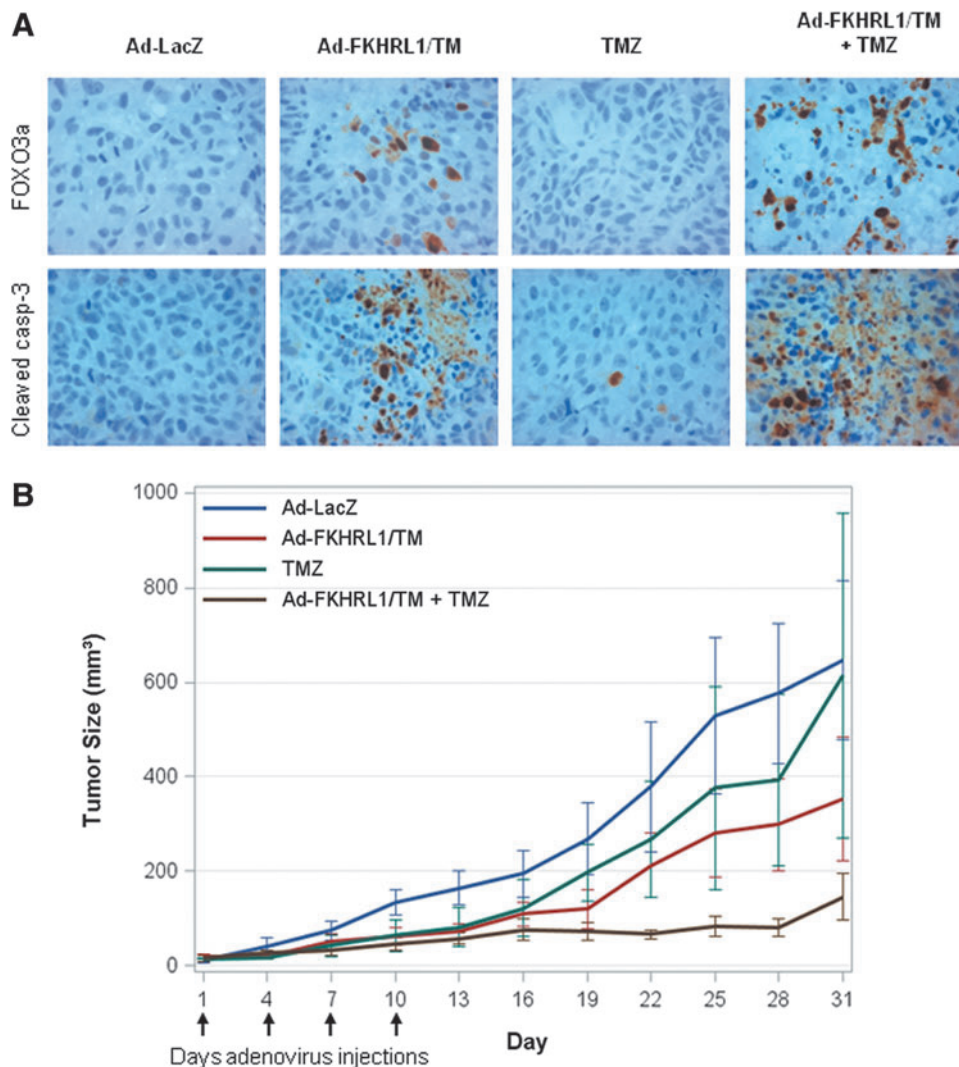 A
Ad-LacZ
Ad-FKHRL1/TM
TMZ
Ad-FKHRL1/TM
+ TMZ
FOXO3a
Cleaved casp-3
B
1000
800
600
400
200
0
Tumor Size (mm³)
Ad-LacZ
Ad-FKHRL1/TM
TMZ
Ad-FKHRL1/TM + TMZ
1 4 7 10 13 16 19 22 25 28 31
Day
Days adenovirus injections